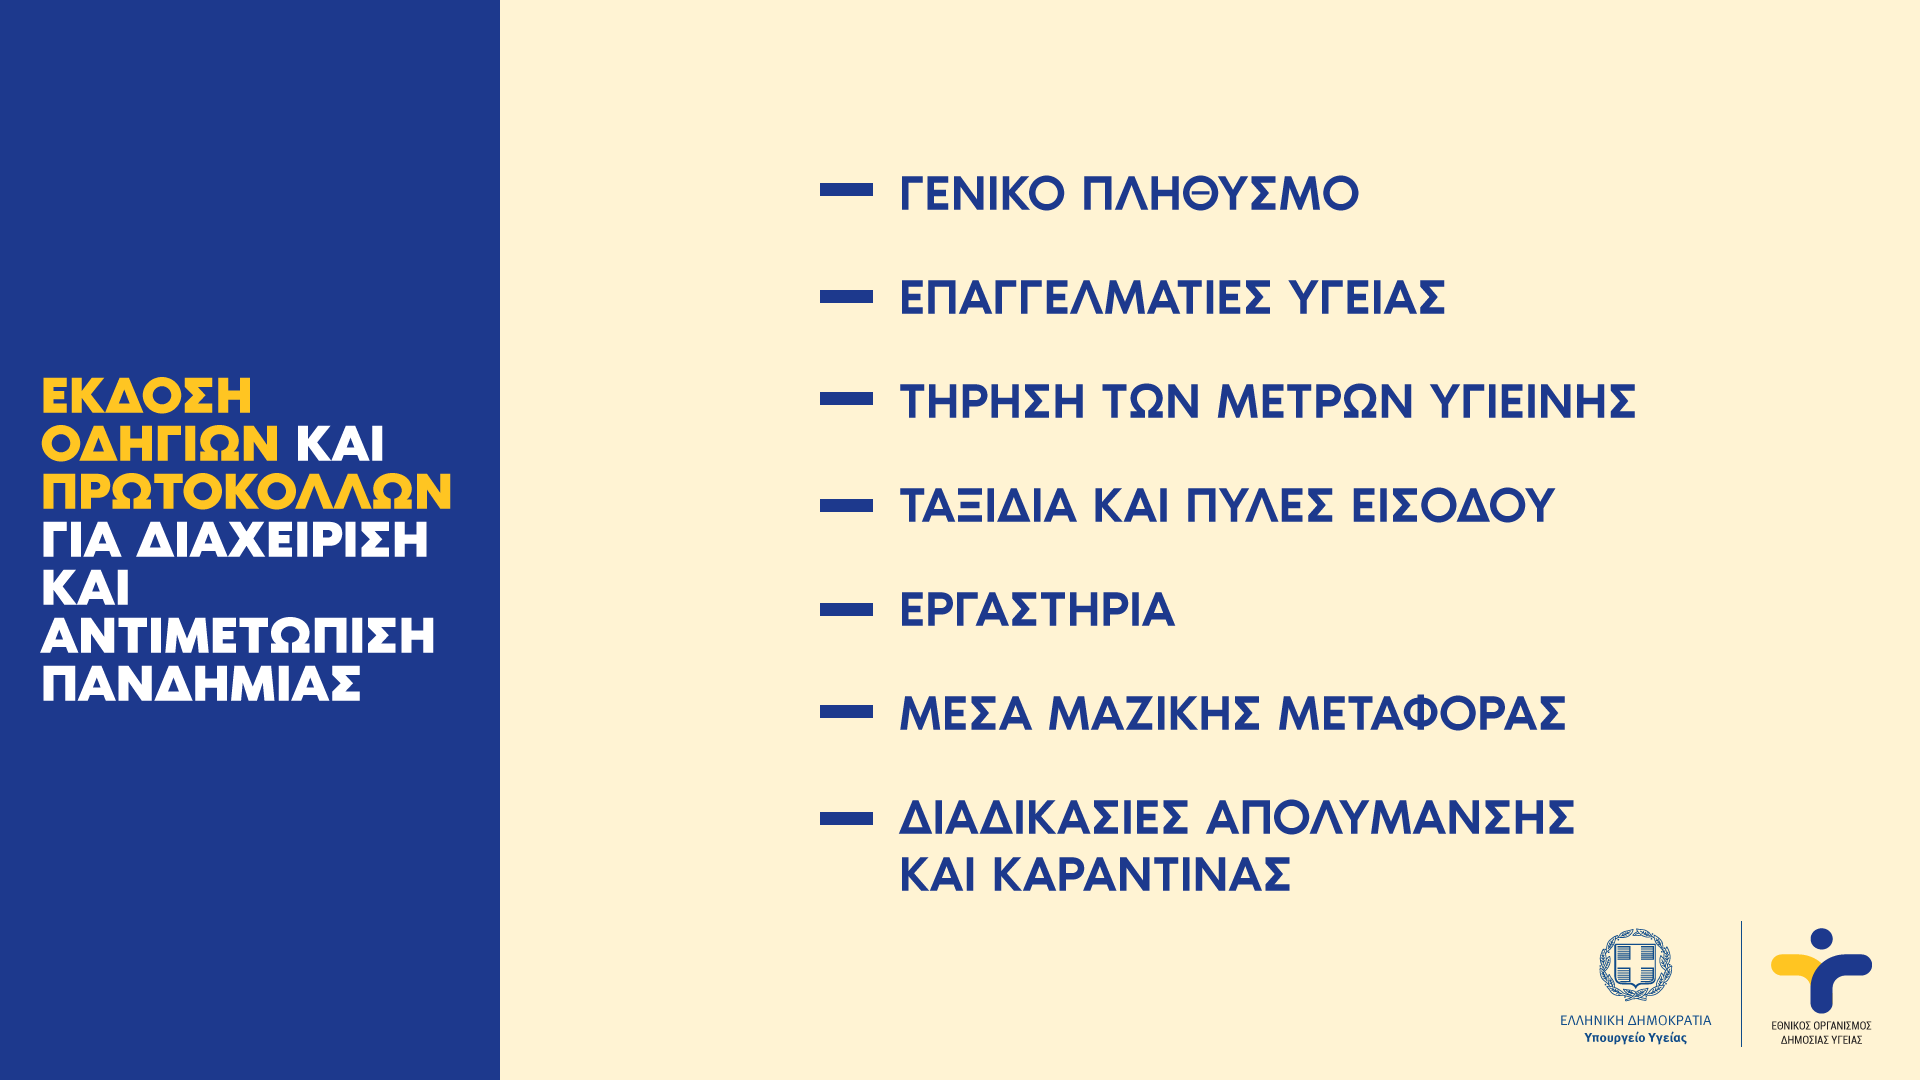 ΕΚΔΟΣΗ
ΟΔΗΓΙΩΝ ΚΑΙ
ΠΡΩΤΟΚΟΛΛΩΝ
ΓΙΑ ΔΙΑΧΕΙΡΙΣΗ
ΚΑΙ
ΑΝΤΙΜΕΤΩΠΙΣΗ
ΠΑΝΔΗΜΙΑΣ
ΓΕΝΙΚΟ ΠΛΗΘΥΣΜΟ
ΕΠΑΓΓΕΛΜΑΤΙΕΣ ΥΓΕΙΑΣ
ΤΗΡΗΣΗ ΤΩΝ ΜΕΤΡΩΝ ΥΓΙΕΙΝΗΣ
ΤΑΞΙΔΙΑ ΚΑΙ ΠΥΛΕΣ ΕΙΣΟΔΟΥ
ΕΡΓΑΣΤΗΡΙΑ
ΜΕΣΑ ΜΑΖΙΚΗΣ ΜΕΤΑΦΟΡΑΣ
ΔΙΑΔΙΚΑΣΙΕΣ ΑΠΟΛΥΜΑΝΣΗΣ
ΚΑΙ ΚΑΡΑΝΤΙΝΑΣ
ΕΛΛΗΝΙΚΗ ΔΗΜΟΚΡΑΤΙΑ
Υπουργείο Υγείας
ΕΘΝΙΚΟΣ ΟΡΓΑΝΙΣΜΟΣ
ΔΗΜΟΣΙΑΣ ΥΓΕΙΑΣ